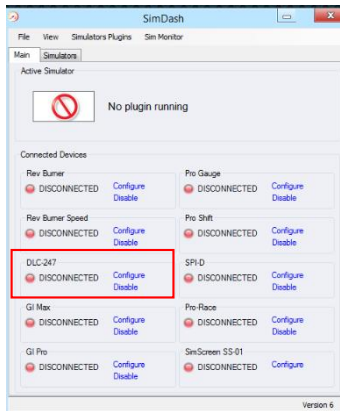 SimDash
File View Simulators Plugins Sim Monitor
Main Simulators
Active Simulator
No plugin running
Connected Devices
Rev Burner Pro Gauge
DISCONNECTED Configure DISCONNECTED Configure
Disable Disable
Rev Burner Speed Pro Shift
DISCONNECTED Configure DISCONNECTED Configure
Disable Disable
DLC-247 SPI-D
DISCONNECTED Configure DISCONNECTED Configure
Disable Disable
GI Max Pro-Race
DISCONNECTED Configure DISCONNECTED Configure
Disable Disable
GI Pro SimScreen SS-01
DISCONNECTED Configure DISCONNECTED Configure
Disable
Version 6